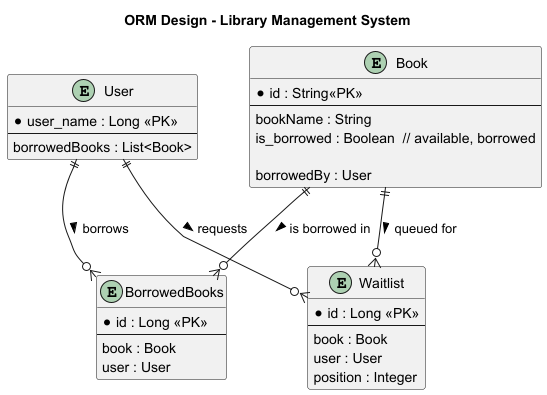 ORM Design - Library Management System
E User
user_name : Long «PK»
borrowedBooks : List<Book>
E Book
id : String«PK»
bookName : String
is_borrowed : Boolean  // available, borrowed
borrowedBy : User
borrows
requests
is borrowed in
queued for
E BorrowedBooks
id : Long «PK»
book : Book
user : User
E Waitlist
id : Long «PK»
book : Book
user : User
position : Integer